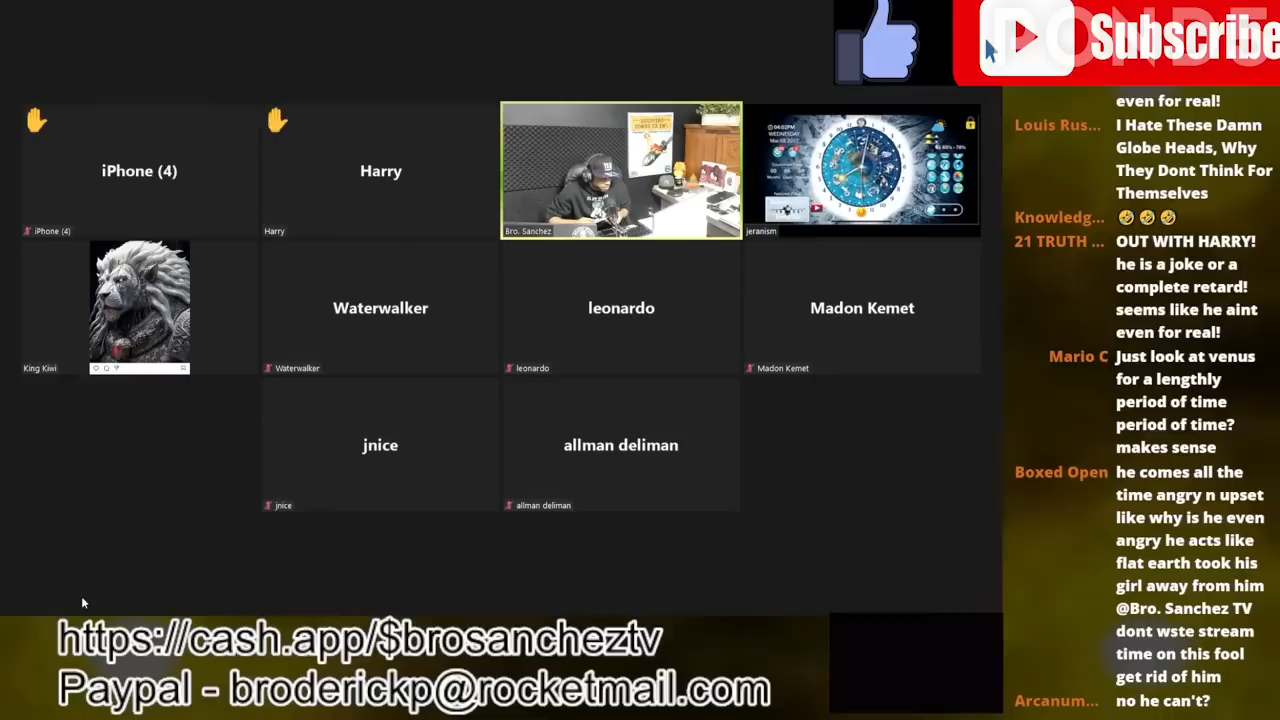 Subscribe
iPhone (4)
iPhone (4)
Harry
Harry
Bro. Sanchez
04:02PM
WEDNESDAY
jeranism
King Kiwi
Waterwalker
Waterwalker
leonardo
leonardo
Madon Kemet
Madon Kemet
jnice
jnice
allman deliman
allman deliman
even for real!
Louis Rus... I Hate These Damn
Globe Heads, Why
They Dont Think For
Themselves
Knowledg... 🤣🤣🤣
21 TRUTH ... OUT WITH HARRY!
he is a joke or a
complete retard!
seems like he aint
even for real!
Mario C Just look at venus
for a lengthly
period of time
period of time?
makes sense
Boxed Open he comes all the
time angry n upset
like why is he even
angry he acts like
flat earth took his
girl away from him
@Bro. Sanchez TV
dont wste stream
time on this fool
get rid of him
Arcanum... no he can't?
https://cash.app/$brosancheztv
Paypal - broderickp@rocketmail.com